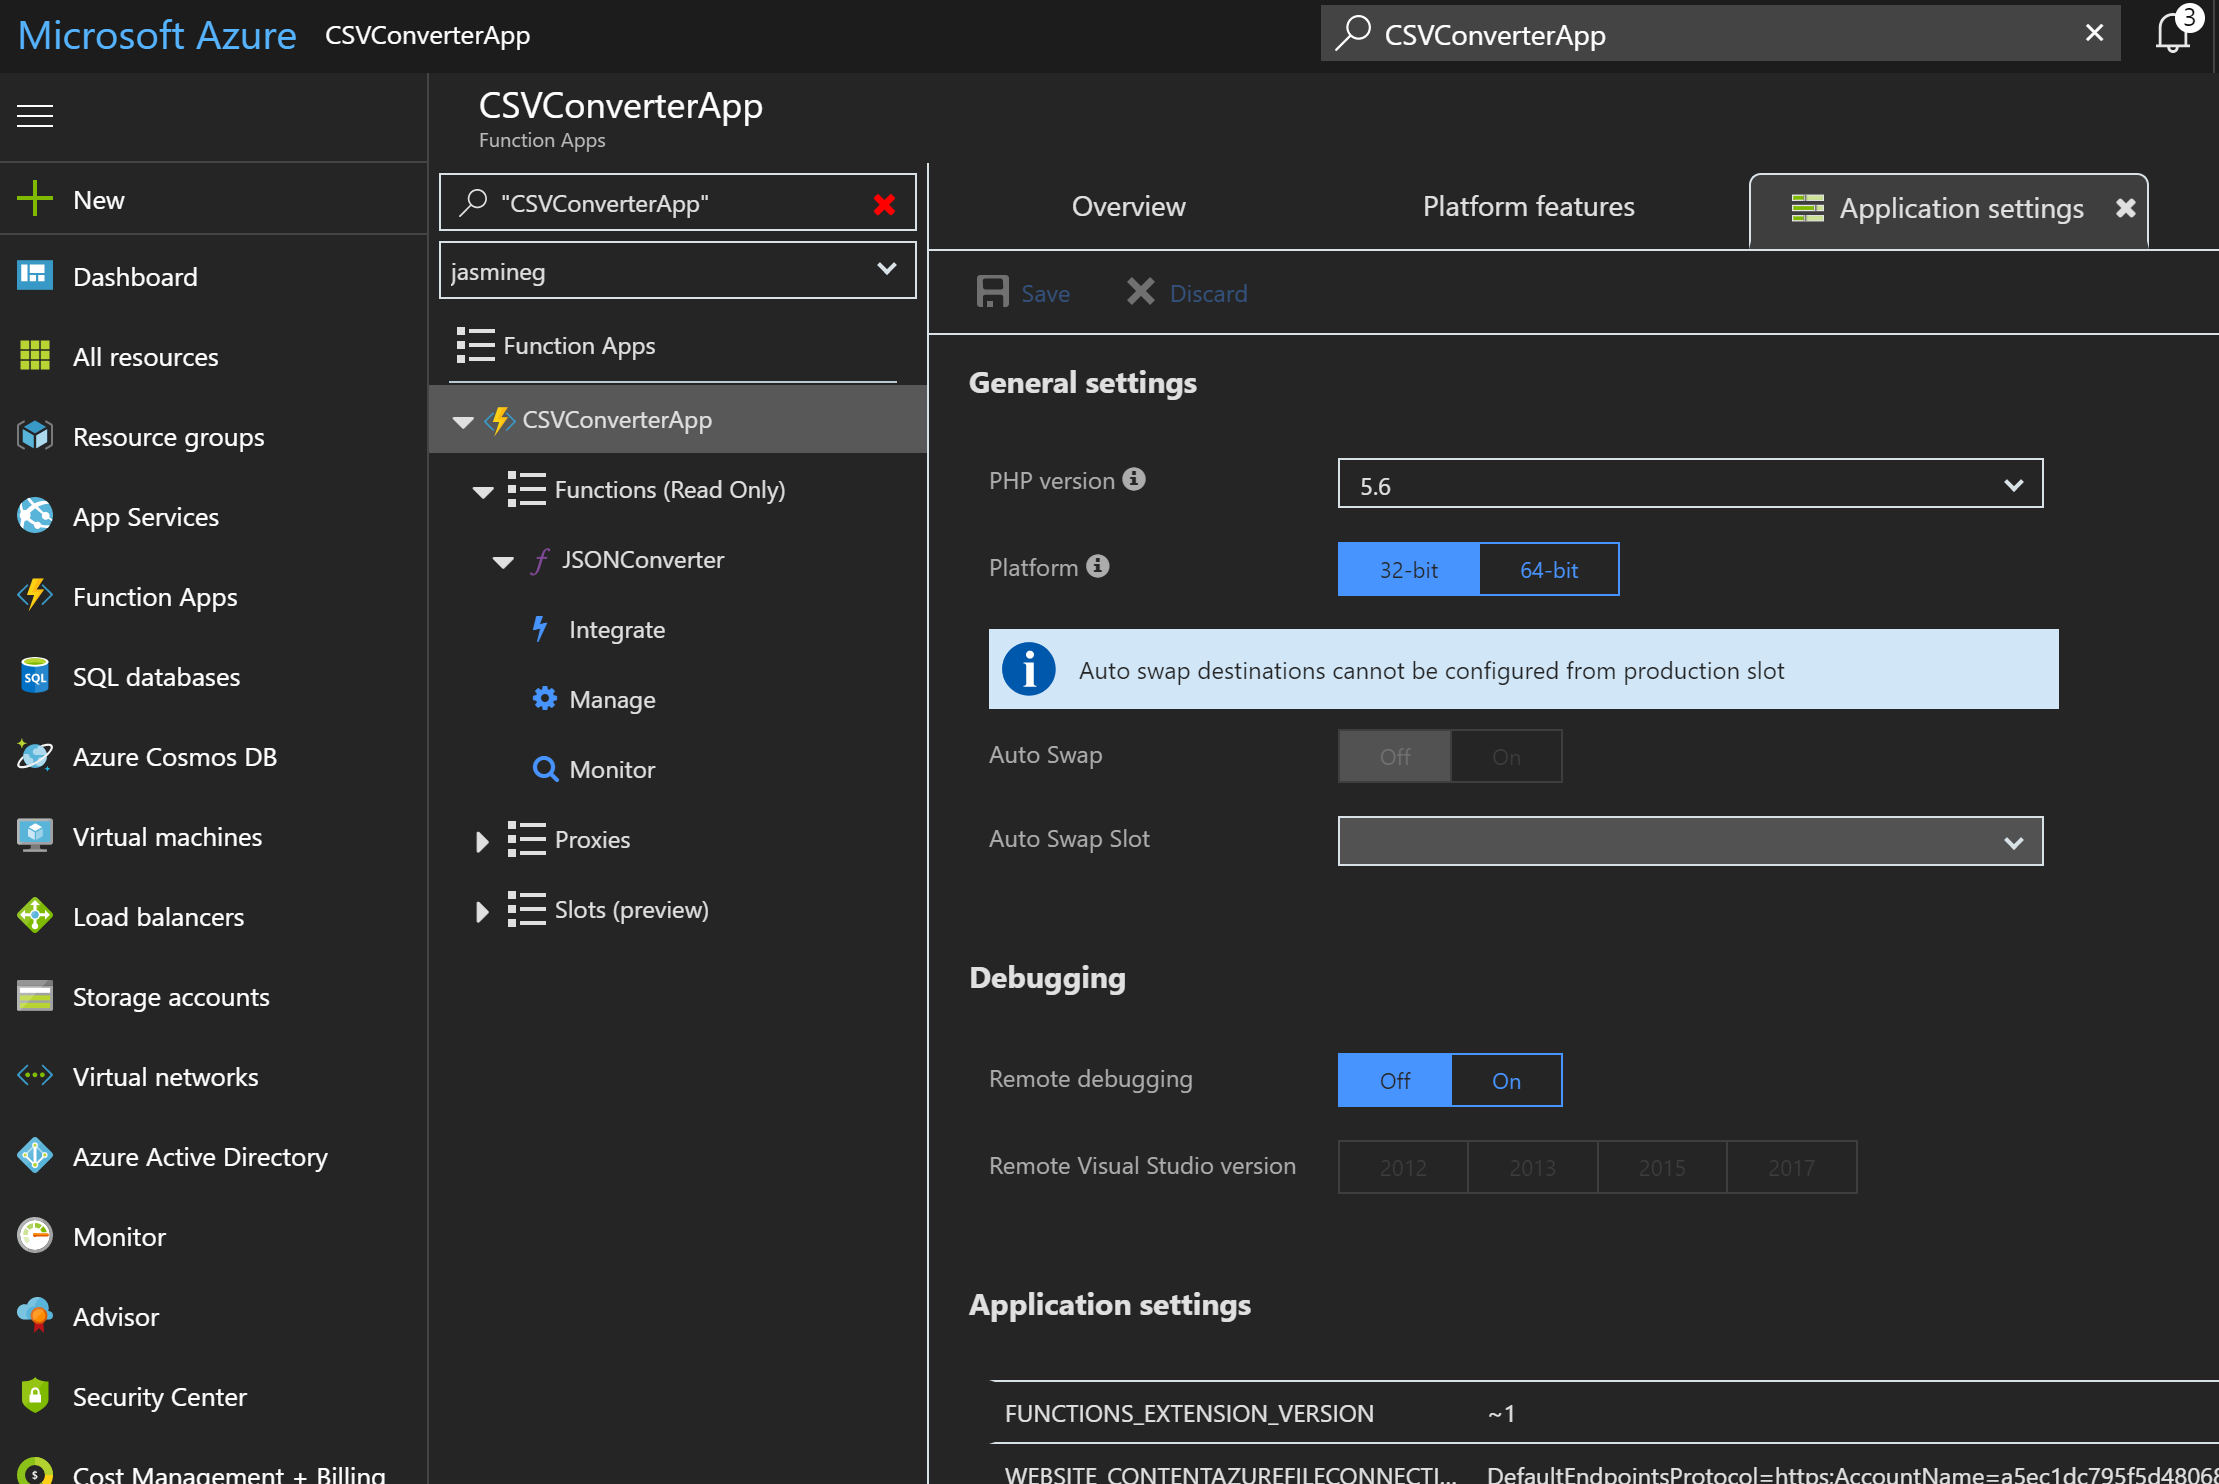 Microsoft Azure CSVConverterApp
CSVConverterApp
3
New
Dashboard
All resources
Resource groups
App Services
Function Apps
SQL
SQL databases
Azure Cosmos DB
Virtual machines
Load balancers
Storage accounts
Virtual networks
Azure Active Directory
Monitor
Advisor
Security Center
Cost Management + Billing
CSVConverterApp
Function Apps
"CSVConverterApp"
jasmineg
Function Apps
CSVConverterApp
Functions (Read Only)
JSONConverter
Integrate
Manage
Monitor
Proxies
Slots (preview)
Overview
Platform features
Application settings
Save
Discard
General settings
PHP version
5.6
Platform
32-bit 64-bit
Auto swap destinations cannot be configured from production slot
Auto Swap
Off On
Auto Swap Slot
Debugging
Remote debugging
Off On
Remote Visual Studio version
2012 2013 2015 2017
Application settings
FUNCTIONS_EXTENSION_VERSION ~1
WEBSITE_CONTENTAZUREFILECONNECTI... DefaultEndpointsProtocol=https;AccountName=a5ec1dc795f5d48068